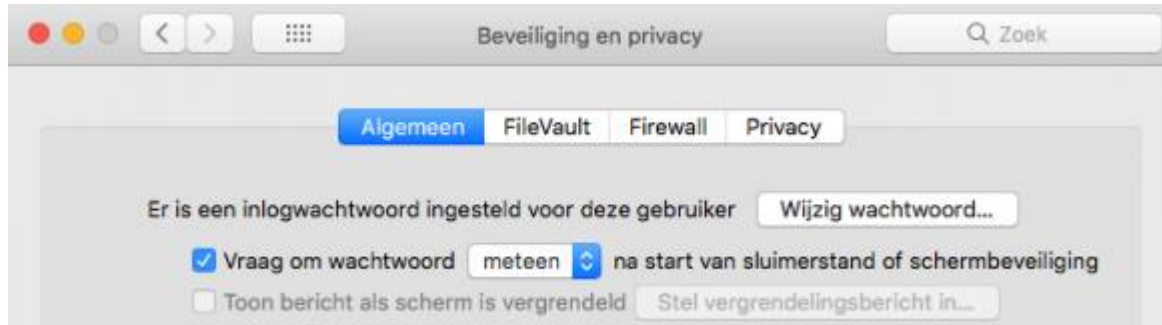 Beveiliging en privacy Zoek
Algemeen FileVault Firewall Privacy
Er is een inlogwachtwoord ingesteld voor deze gebruiker Wijzig wachtwoord...
Vraag om wachtwoord meteen na start van sluimerstand of schermbeveiliging
Toon bericht als scherm is vergrendeld Stel vergrendelingsbericht in...